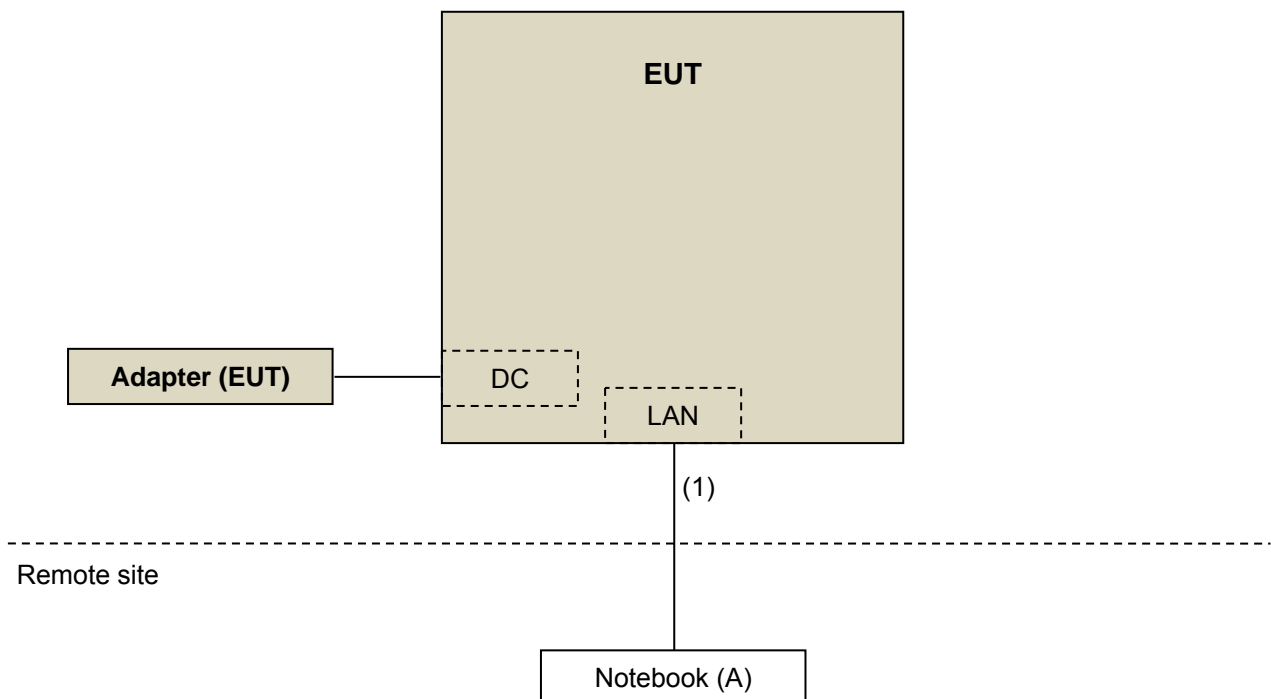 EUT
Adapter (EUT)
DC
LAN
(1)
Remote site
Notebook (A)